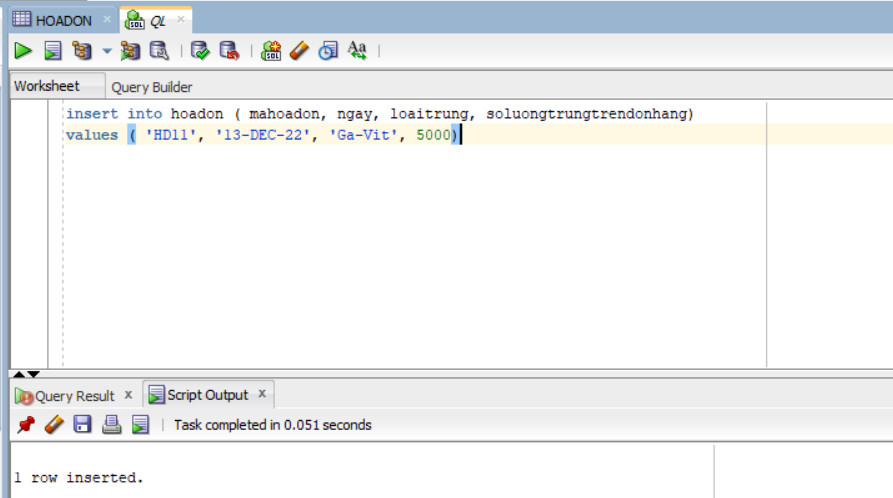 HOADON QL
Worksheet Query Builder
insert into hoadon ( mahoadon, ngay, loaitrung, soluongtrungtrendonhang)
values ( 'HD11', '13-DEC-22', 'Ga-Vit', 5000)
Query Result x Script Output x
Task completed in 0.051 seconds
1 row inserted.